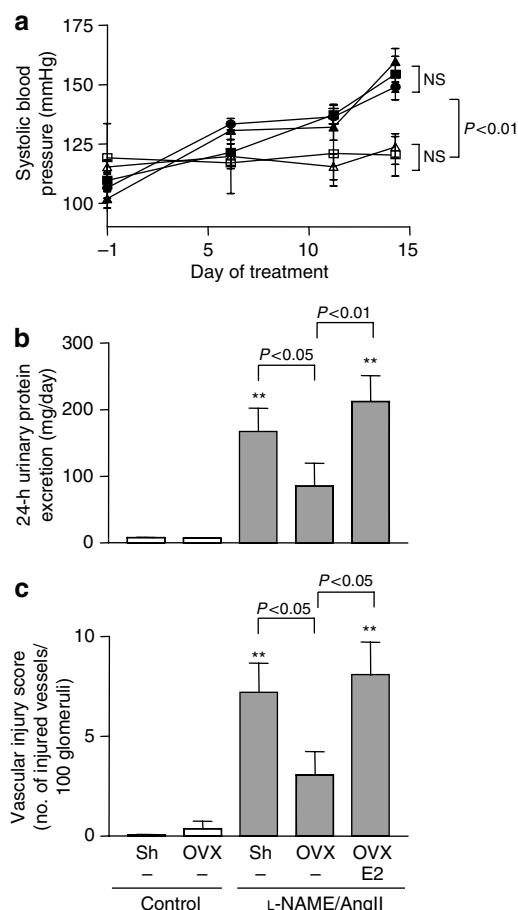 a
175
150
125
100
Systolic blood
pressure (mmHg)
NS
P<0.01
NS
–1 5 10 15
Day of treatment
b
P<0.01
P<0.05
300
200
100
0
24-h urinary protein
excretion (mg/day)
** **
c
P<0.05
P<0.05
10
5
0
Vascular injury score
(no. of injured vessels/
100 glomeruli)
** **
Sh OVX Sh OVX OVX
– – – – E2
Control L-NAME/AngII